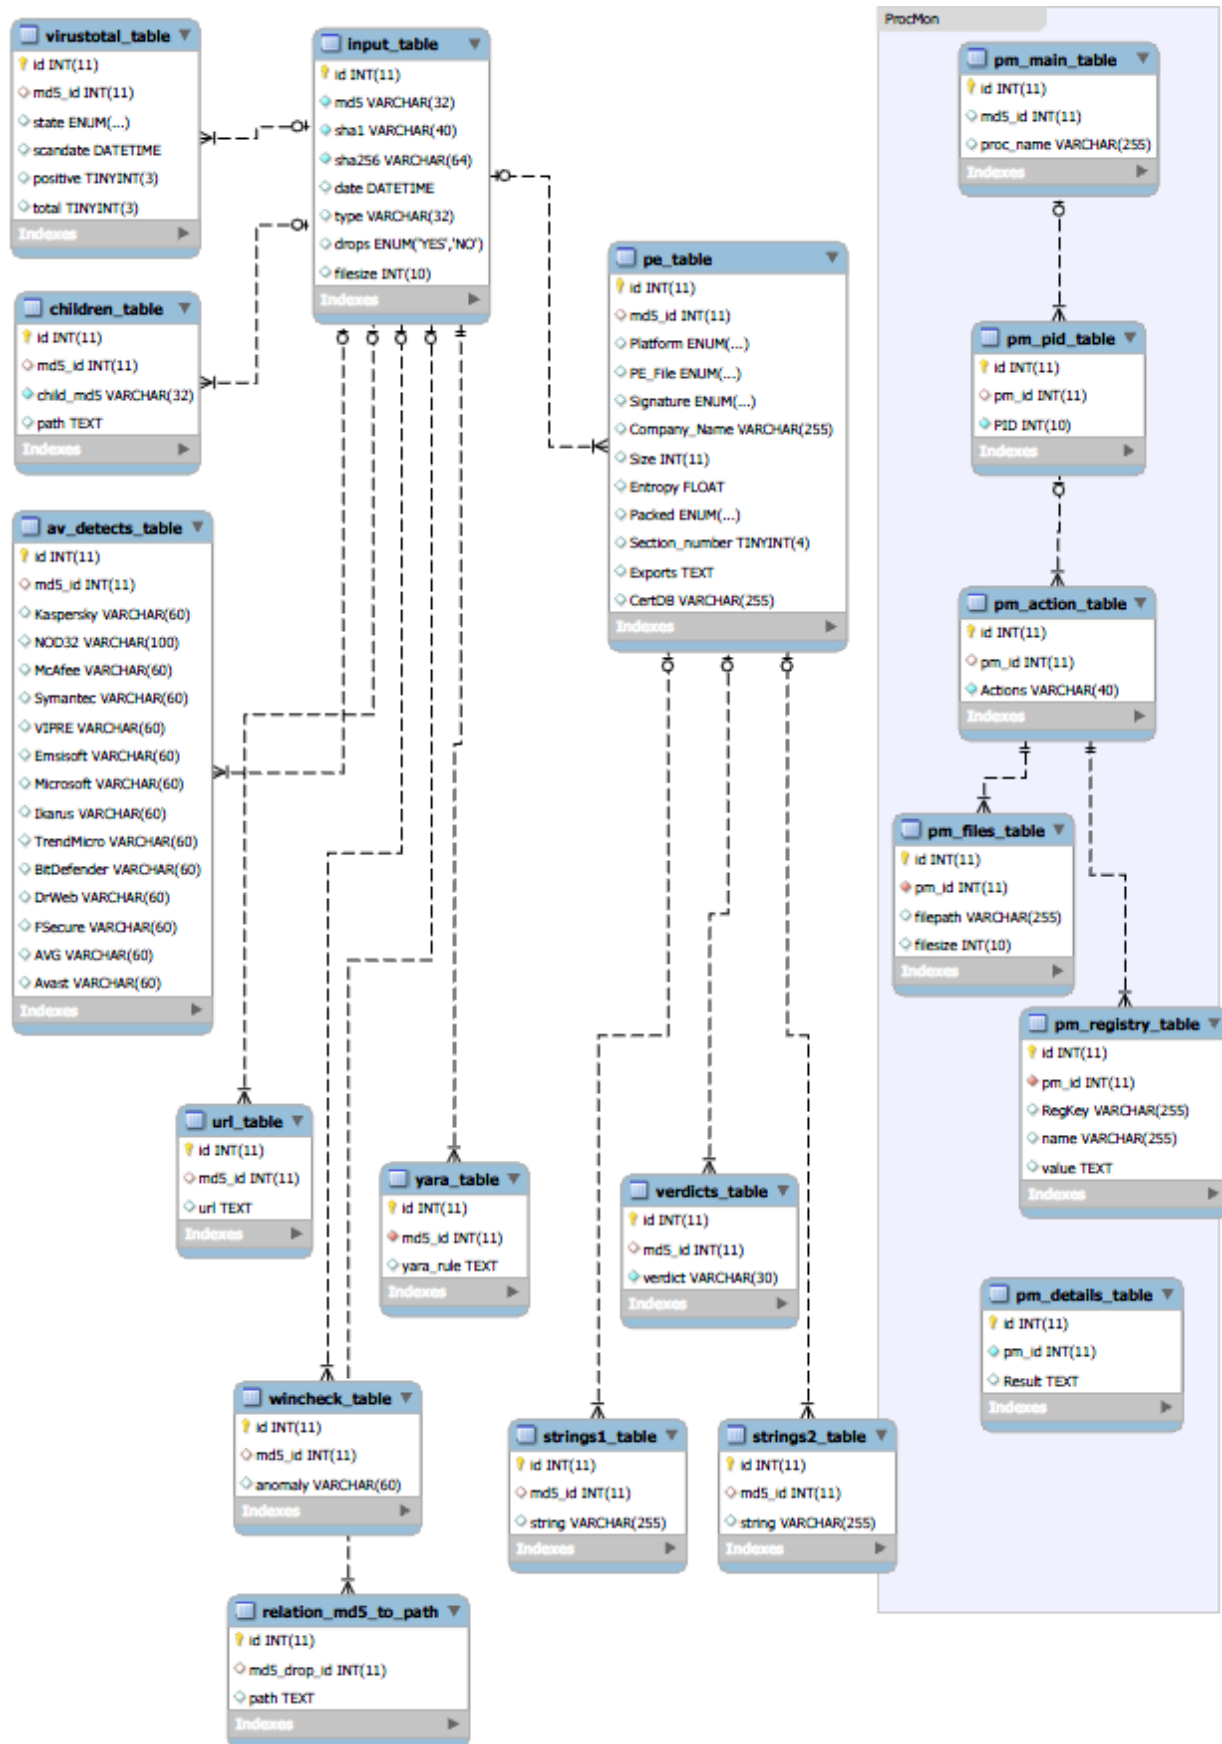 virustotal_table
id INT(11)
md5_id INT(11)
state ENUM(...)
scandate DATETIME
positive TINYINT(3)
total TINYINT(3)
Indexes
input_table
id INT(11)
md5 VARCHAR(32)
sha1 VARCHAR(40)
sha256 VARCHAR(64)
date DATETIME
type VARCHAR(32)
drops ENUM('YES','NO')
filesize INT(10)
Indexes
ProcMon
pm_main_table
id INT(11)
md5_id INT(11)
proc_name VARCHAR(255)
Indexes
children_table
id INT(11)
md5_id INT(11)
child_md5 VARCHAR(32)
path TEXT
Indexes
pe_table
id INT(11)
md5_id INT(11)
Platform ENUM(...)
PE_File ENUM(...)
Signature ENUM(...)
Company_Name VARCHAR(255)
Size INT(11)
Entropy FLOAT
Packed ENUM(...)
Section_number TINYINT(4)
Exports TEXT
CertDB VARCHAR(255)
Indexes
pm_pid_table
id INT(11)
pm_id INT(11)
PID INT(10)
Indexes
av_detects_table
id INT(11)
md5_id INT(11)
Kaspersky VARCHAR(60)
NOD32 VARCHAR(100)
McAfee VARCHAR(60)
Symantec VARCHAR(60)
VIPRE VARCHAR(60)
Emsisoft VARCHAR(60)
Microsoft VARCHAR(60)
Ikarus VARCHAR(60)
TrendMicro VARCHAR(60)
BitDefender VARCHAR(60)
DrWeb VARCHAR(60)
FSecure VARCHAR(60)
AVG VARCHAR(60)
Avast VARCHAR(60)
Indexes
pm_action_table
id INT(11)
pm_id INT(11)
Actions VARCHAR(40)
Indexes
pm_files_table
id INT(11)
pm_id INT(11)
filepath VARCHAR(255)
filesize INT(10)
Indexes
pm_registry_table
id INT(11)
pm_id INT(11)
RegKey VARCHAR(255)
name VARCHAR(255)
value TEXT
Indexes
url_table
id INT(11)
md5_id INT(11)
url TEXT
Indexes
yara_table
id INT(11)
md5_id INT(11)
yara_rule TEXT
Indexes
verdicts_table
id INT(11)
md5_id INT(11)
verdict VARCHAR(30)
Indexes
pm_details_table
id INT(11)
pm_id INT(11)
Result TEXT
Indexes
wincheck_table
id INT(11)
md5_id INT(11)
anomaly VARCHAR(60)
Indexes
strings1_table
id INT(11)
md5_id INT(11)
string VARCHAR(255)
Indexes
strings2_table
id INT(11)
md5_id INT(11)
string VARCHAR(255)
Indexes
relation_md5_to_path
id INT(11)
md5_drop_id INT(11)
path TEXT
Indexes